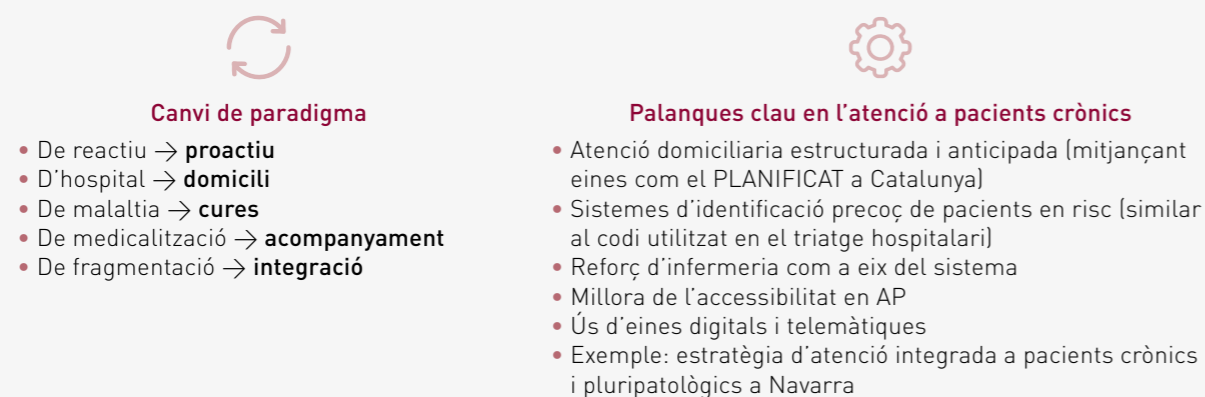 Canvi de paradigma
• De reactiu → proactiu
• D'hospital → domicili
• De malaltia → cures
• De medicalització → acompanyament
• De fragmentació → integració
Palanques clau en l'atenció a pacients crònics
• Atenció domiciliaria estructurada i anticipada (mitjançant
eines com el PLANIFICAT a Catalunya)
• Sistemes d'identificació precoç de pacients en risc (similar
al codi utilitzat en el triatge hospitalari)
• Reforç d'infermeria com a eix del sistema
• Millora de l'accessibilitat en AP
• Ús d'eines digitals i telemàtiques
• Exemple: estratègia d'atenció integrada a pacients crònics
i pluripatològics a Navarra